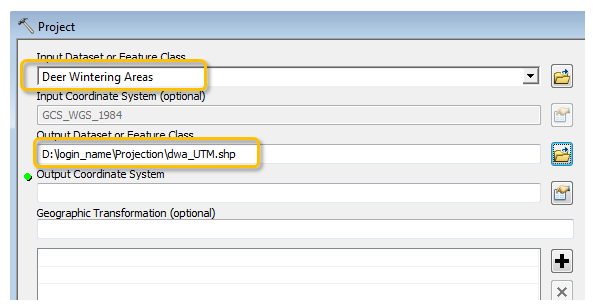 Project
Input Dataset or Feature Class
Deer Wintering Areas
Input Coordinate System (optional)
GCS_WGS_1984
Output Dataset or Feature Class
D:\login_name\Projection\dwa_UTM.shp
Output Coordinate System
Geographic Transformation (optional)